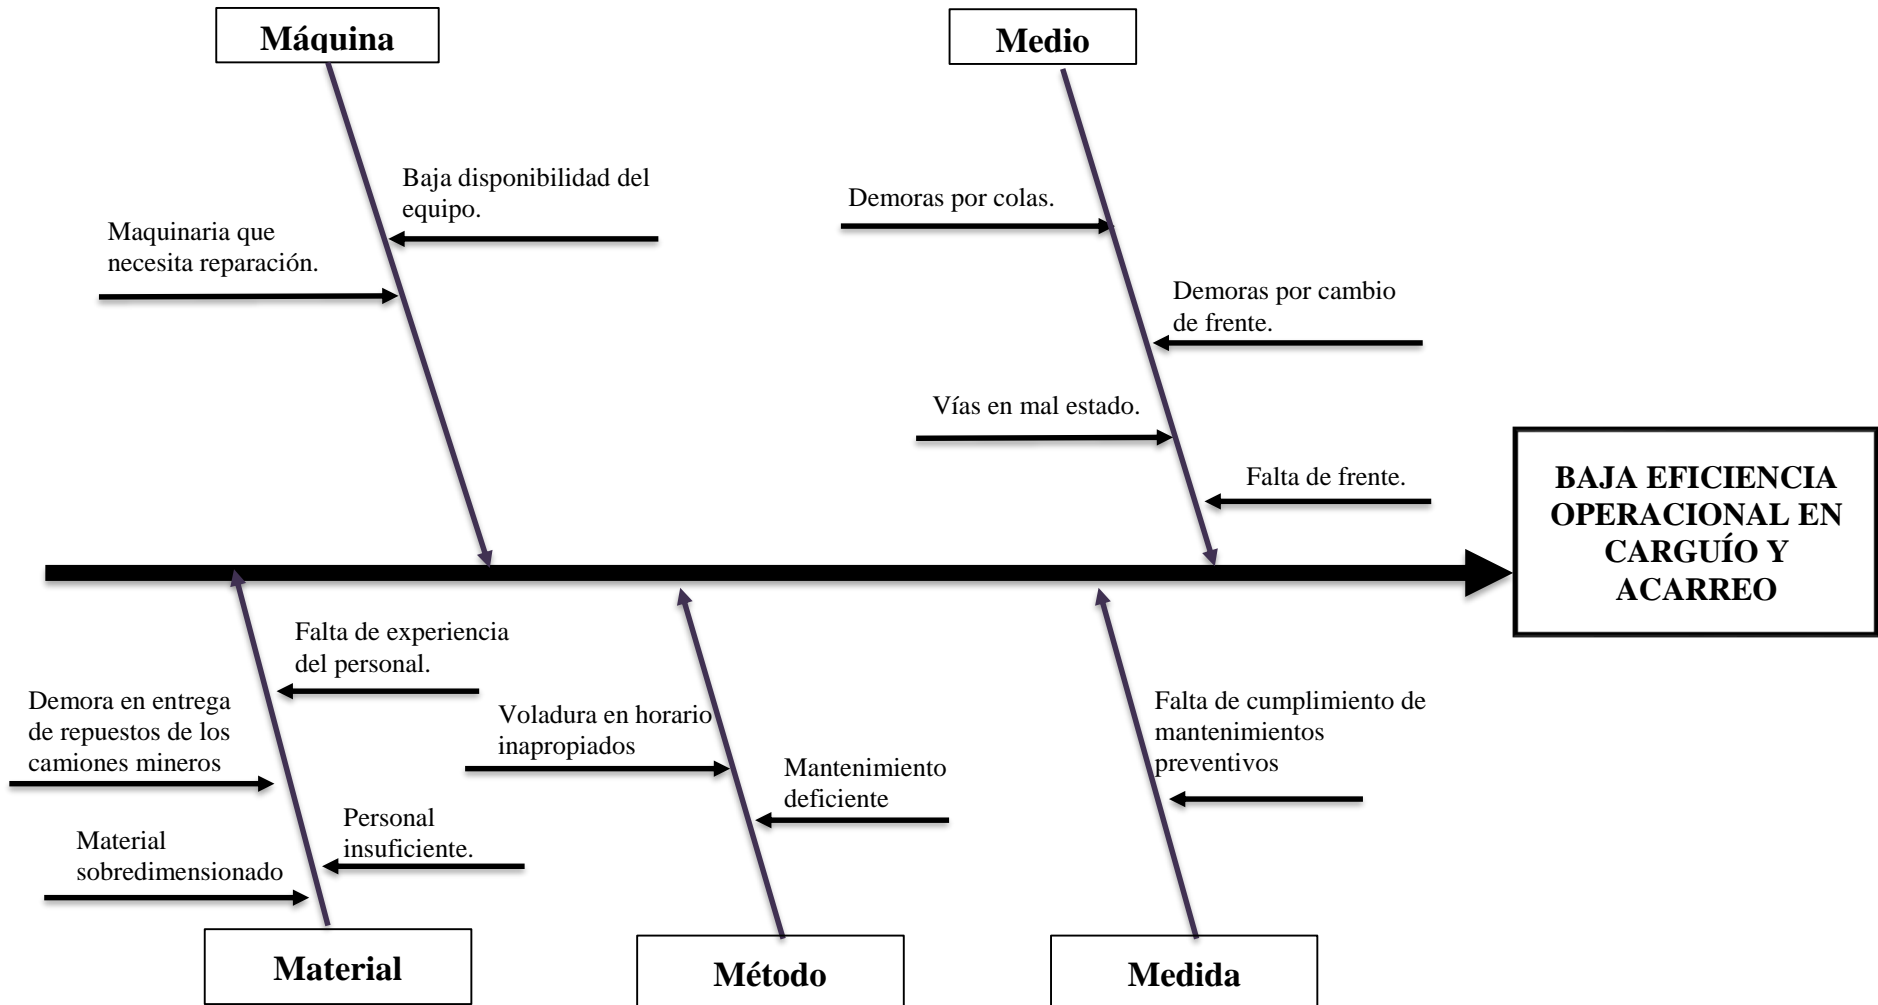 Máquina
Medio
Baja disponibilidad del
equipo.
Maquinaria que
necesita reparación.
Demoras por colas.
Demoras por cambio
de frente.
Vías en mal estado.
Falta de frente.
BAJA EFICIENCIA
OPERACIONAL EN
CARGUÍO Y
ACARREO
Falta de experiencia
del personal.
Demora en entrega
de repuestos de los
camiones mineros
Personal
insuficiente.
Material
sobredimensionado
Voladura en horario
inapropiados
Mantenimiento
deficiente
Falta de cumplimiento de
mantenimientos
preventivos
Material
Método
Medida